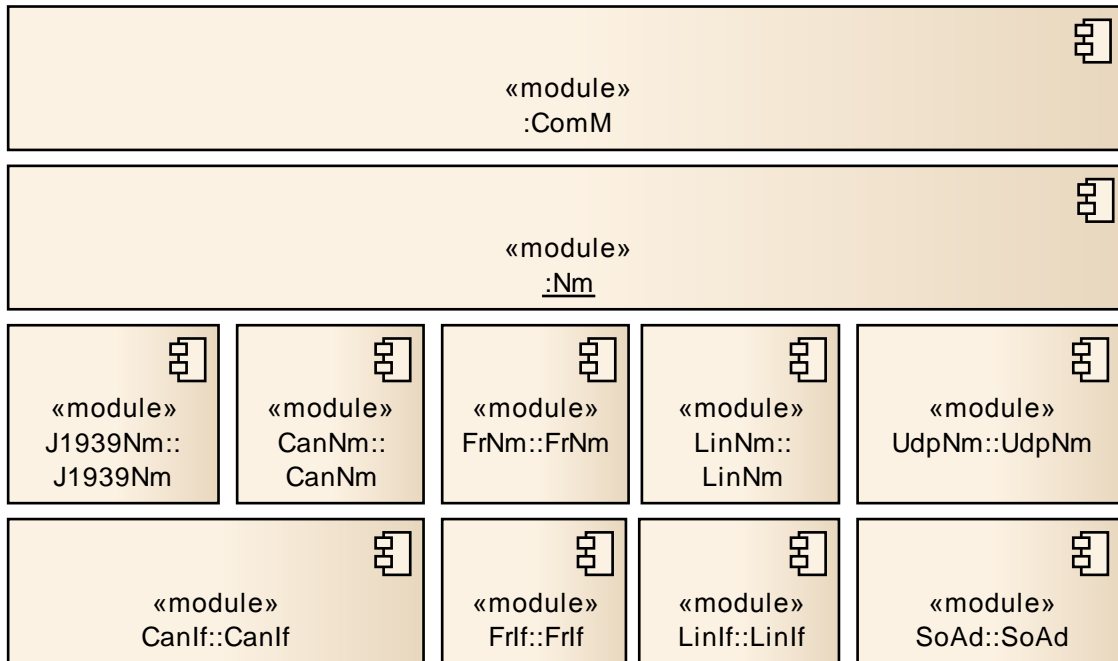 «module»
:ComM
«module»
:Nm
«module»
J1939Nm::
J1939Nm
«module»
CanNm::
CanNm
«module»
FrNm::FrNm
«module»
LinNm::
LinNm
«module»
UdpNm::UdpNm
«module»
CanIf::CanIf
«module»
FrIf::FrIf
«module»
LinIf::LinIf
«module»
SoAd::SoAd